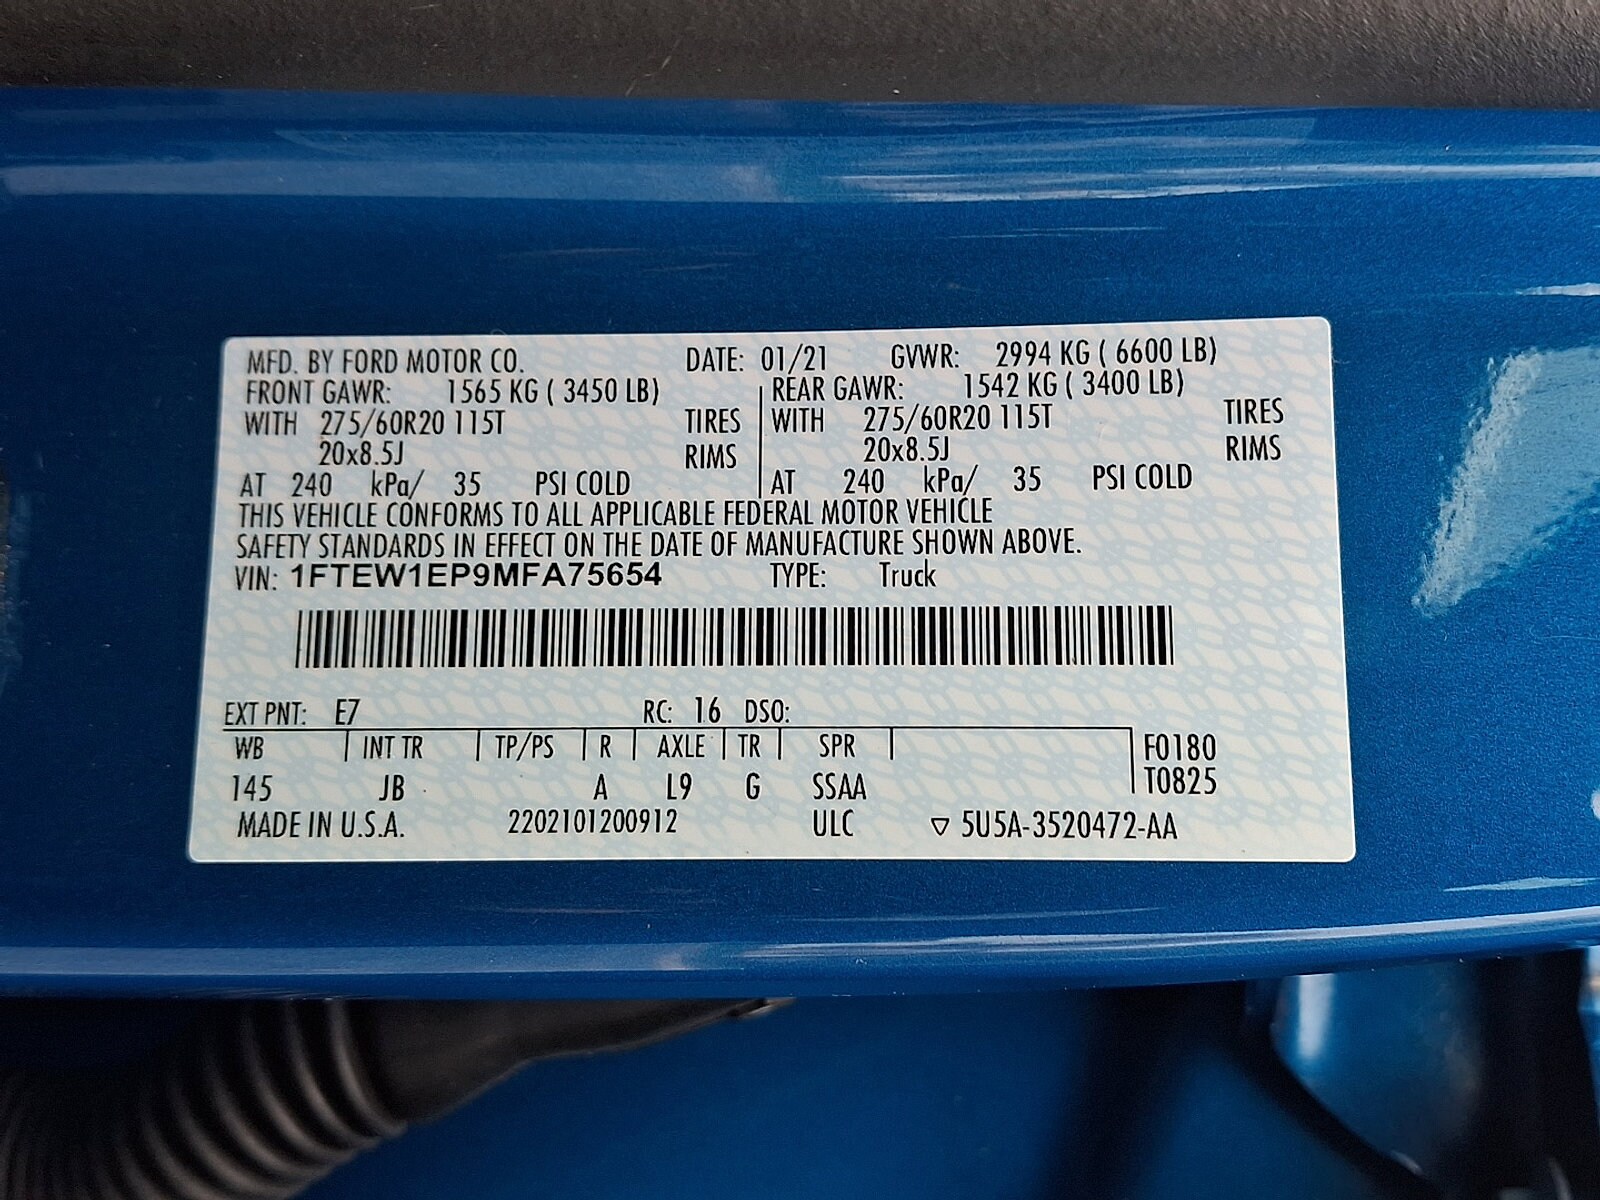 MFD. BY FORD MOTOR CO. DATE: 01/21 GVWR: 2994 KG ( 6600 LB)
FRONT GAWR: 1565 KG ( 3450 LB) REAR GAWR: 1542 KG ( 3400 LB)
WITH 275/60R20 115T TIRES WITH 275/60R20 115T TIRES
20x8.5J RIMS 20x8.5J RIMS
AT 240 kPa/ 35 PSI COLD AT 240 kPa/ 35 PSI COLD
THIS VEHICLE CONFORMS TO ALL APPLICABLE FEDERAL MOTOR VEHICLE
SAFETY STANDARDS IN EFFECT ON THE DATE OF MANUFACTURE SHOWN ABOVE.
VIN: 1FTEW1EP9MFA75654 TYPE: Truck
EXT PNT: E7 RC: 16 DSO:
WB INT TR TP/PS R AXLE TR SPR F0180
145 JB A L9 G SSAA T0825
MADE IN U.S.A. 2202101200912 ULC ▽ 5U5A-3520472-AA